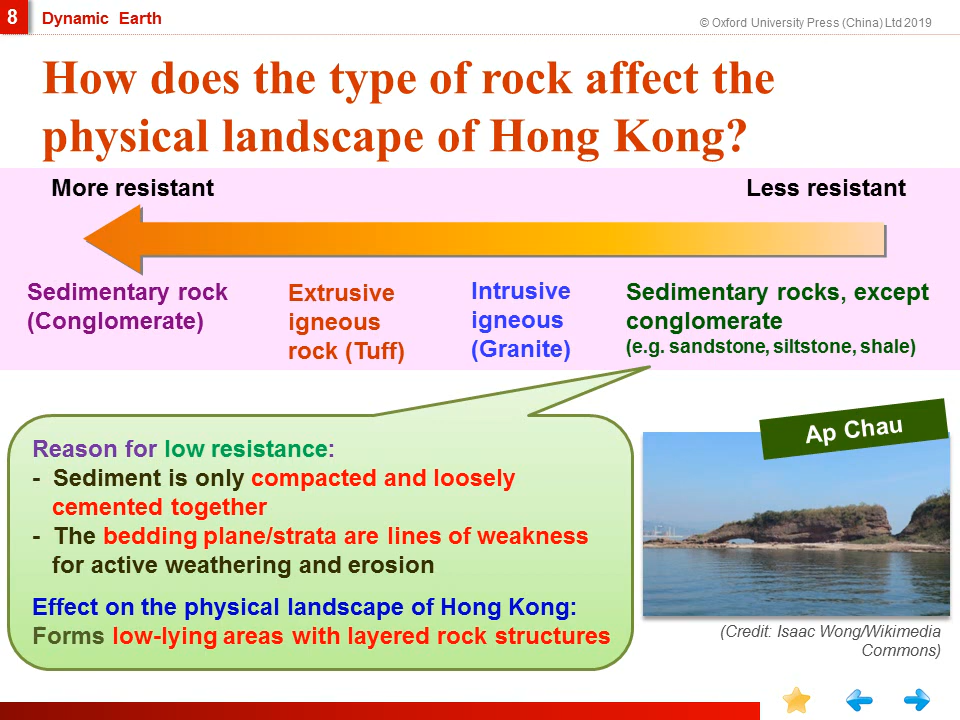 8
Dynamic Earth
© Oxford University Press (China) Ltd 2019
How does the type of rock affect the
physical landscape of Hong Kong?
More resistant
Less resistant
Sedimentary rock
(Conglomerate)
Extrusive
igneous
rock (Tuff)
Intrusive
igneous
(Granite)
Sedimentary rocks, except
conglomerate
(e.g. sandstone, siltstone, shale)
Reason for low resistance:
- Sediment is only compacted and loosely
cemented together
- The bedding plane/strata are lines of weakness
for active weathering and erosion
Effect on the physical landscape of Hong Kong:
Forms low-lying areas with layered rock structures
Ap Chau
(Credit: Isaac Wong/Wikimedia
Commons)